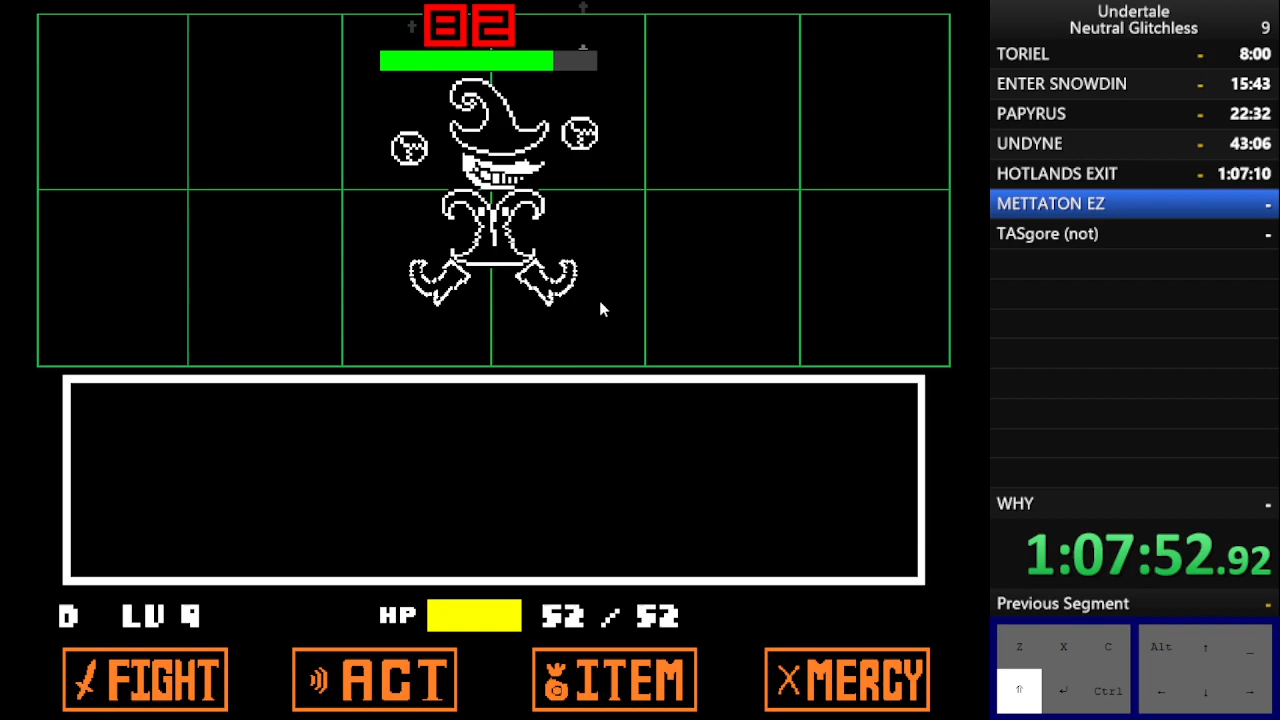 82
D LV 9 HP 52 / 52
FIGHT ACT ITEM MERCY
Undertale
Neutral Glitchless 9
TORIEL - 8:00
ENTER SNOWDIN - 15:43
PAPYRUS - 22:32
UNDYNE - 43:06
HOTLANDS EXIT - 1:07:10
METTATON EZ -
TASgore (not) -
WHY -
1:07:52.92
Previous Segment -
Z X C Alt ↑ _
⇧ ↵ Ctrl ← ↓ →